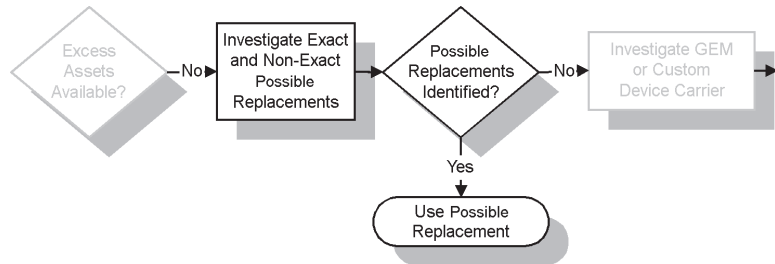 Excess
Assets
Available?
No
Investigate Exact
and Non-Exact
Possible
Replacements
Possible
Replacements
Identified?
No
Investigate GEM
or Custom
Device Carrier
Yes
Use Possible
Replacement